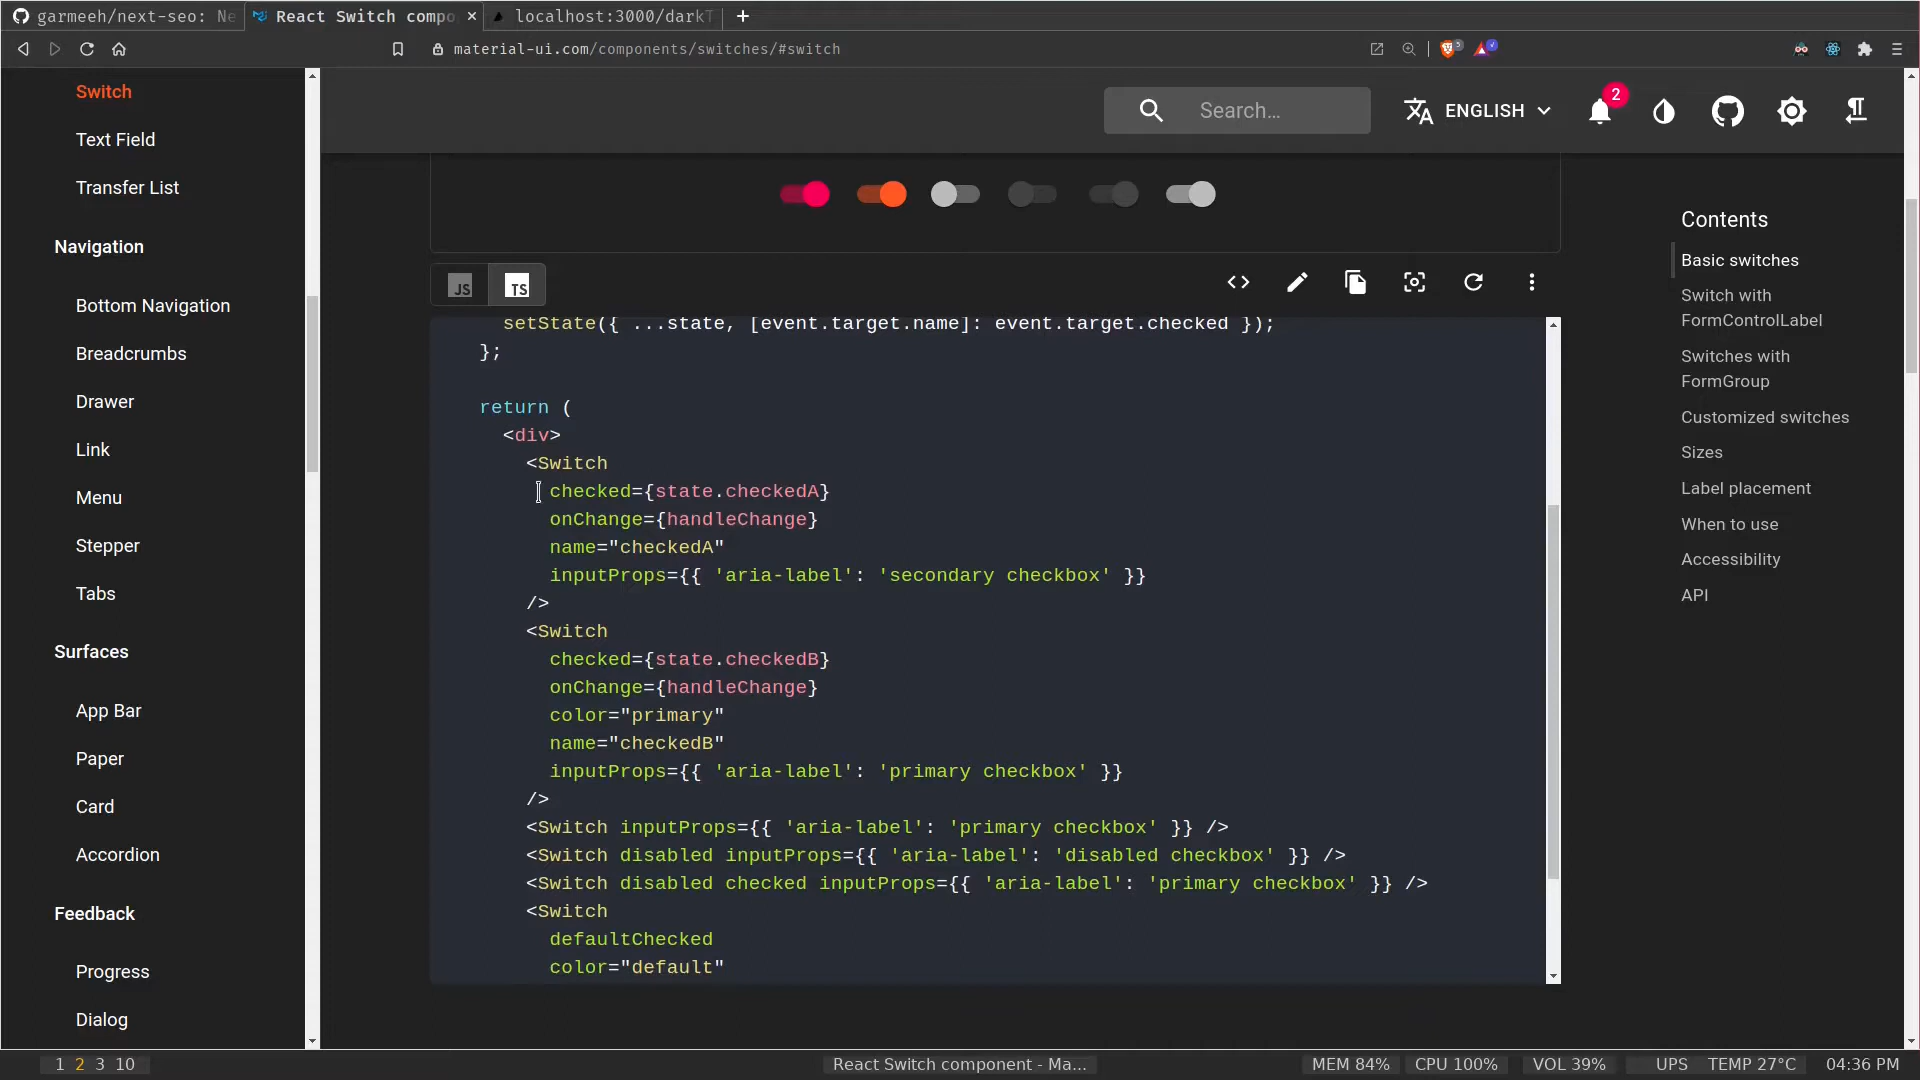 garmeeh/next-seo: Ne
React Switch compo
localhost:3000/darkT
material-ui.com/components/switches/#switch
Switch
Text Field
Transfer List
Navigation
Bottom Navigation
Breadcrumbs
Drawer
Link
Menu
Stepper
Tabs
Surfaces
App Bar
Paper
Card
Accordion
Feedback
Progress
Dialog
Search…
ENGLISH
2
JS
TS
setState({ ...state, [event.target.name]: event.target.checked });
};
return (
<div>
<Switch
checked={state.checkedA}
onChange={handleChange}
name="checkedA"
inputProps={{ 'aria-label': 'secondary checkbox' }}
/>
<Switch
checked={state.checkedB}
onChange={handleChange}
color="primary"
name="checkedB"
inputProps={{ 'aria-label': 'primary checkbox' }}
/>
<Switch inputProps={{ 'aria-label': 'primary checkbox' }} />
<Switch disabled inputProps={{ 'aria-label': 'disabled checkbox' }} />
<Switch disabled checked inputProps={{ 'aria-label': 'primary checkbox' }} />
<Switch
defaultChecked
color="default"
Contents
Basic switches
Switch with
FormControlLabel
Switches with
FormGroup
Customized switches
Sizes
Label placement
When to use
Accessibility
API
1 2 3 10
React Switch component - Ma...
MEM 84%
CPU 100%
VOL 39%
UPS
TEMP 27°C
04:36 PM